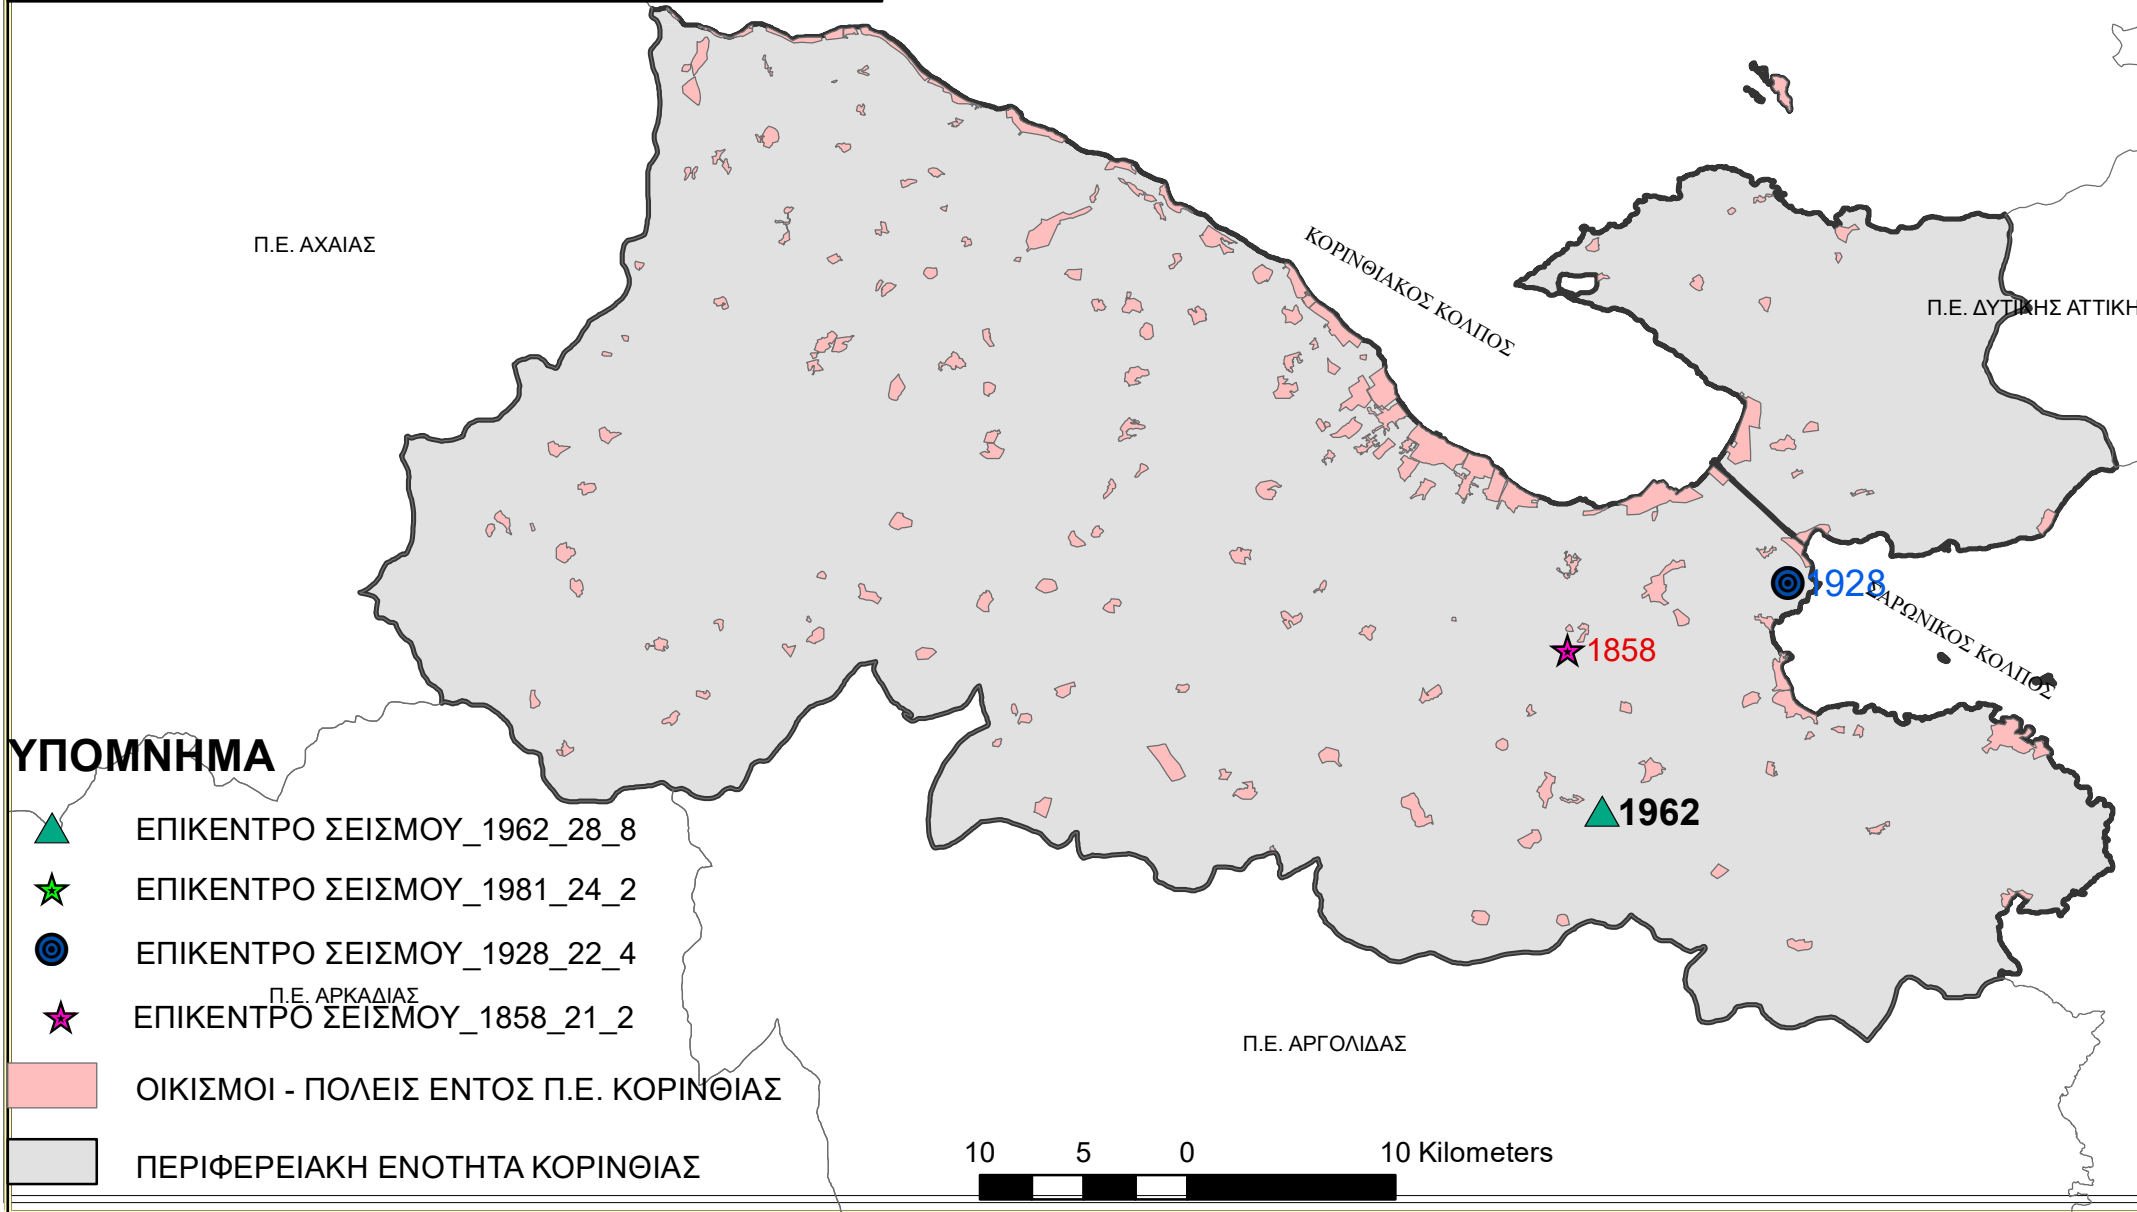 Π.Ε. ΑΧΑΙΑΣ
ΚΟΡΙΝΘΙΑΚΟΣ ΚΟΛΠΟΣ
Π.Ε. ΔΥΤΙΚΗΣ ΑΤΤΙΚΗ
1928
ΣΑΡΩΝΙΚΟΣ ΚΟΛΠΟΣ
1858
1962
ΥΠΟΜΝΗΜΑ
ΕΠΙΚΕΝΤΡΟ ΣΕΙΣΜΟΥ_1962_28_8
ΕΠΙΚΕΝΤΡΟ ΣΕΙΣΜΟΥ_1981_24_2
ΕΠΙΚΕΝΤΡΟ ΣΕΙΣΜΟΥ_1928_22_4
Π.Ε. ΑΡΚΑΔΙΑΣ
ΕΠΙΚΕΝΤΡΟ ΣΕΙΣΜΟΥ_1858_21_2
Π.Ε. ΑΡΓΟΛΙΔΑΣ
ΟΙΚΙΣΜΟΙ - ΠΟΛΕΙΣ ΕΝΤΟΣ Π.Ε. ΚΟΡΙΝΘΙΑΣ
ΠΕΡΙΦΕΡΕΙΑΚΗ ΕΝΟΤΗΤΑ ΚΟΡΙΝΘΙΑΣ
10 5 0 10 Kilometers